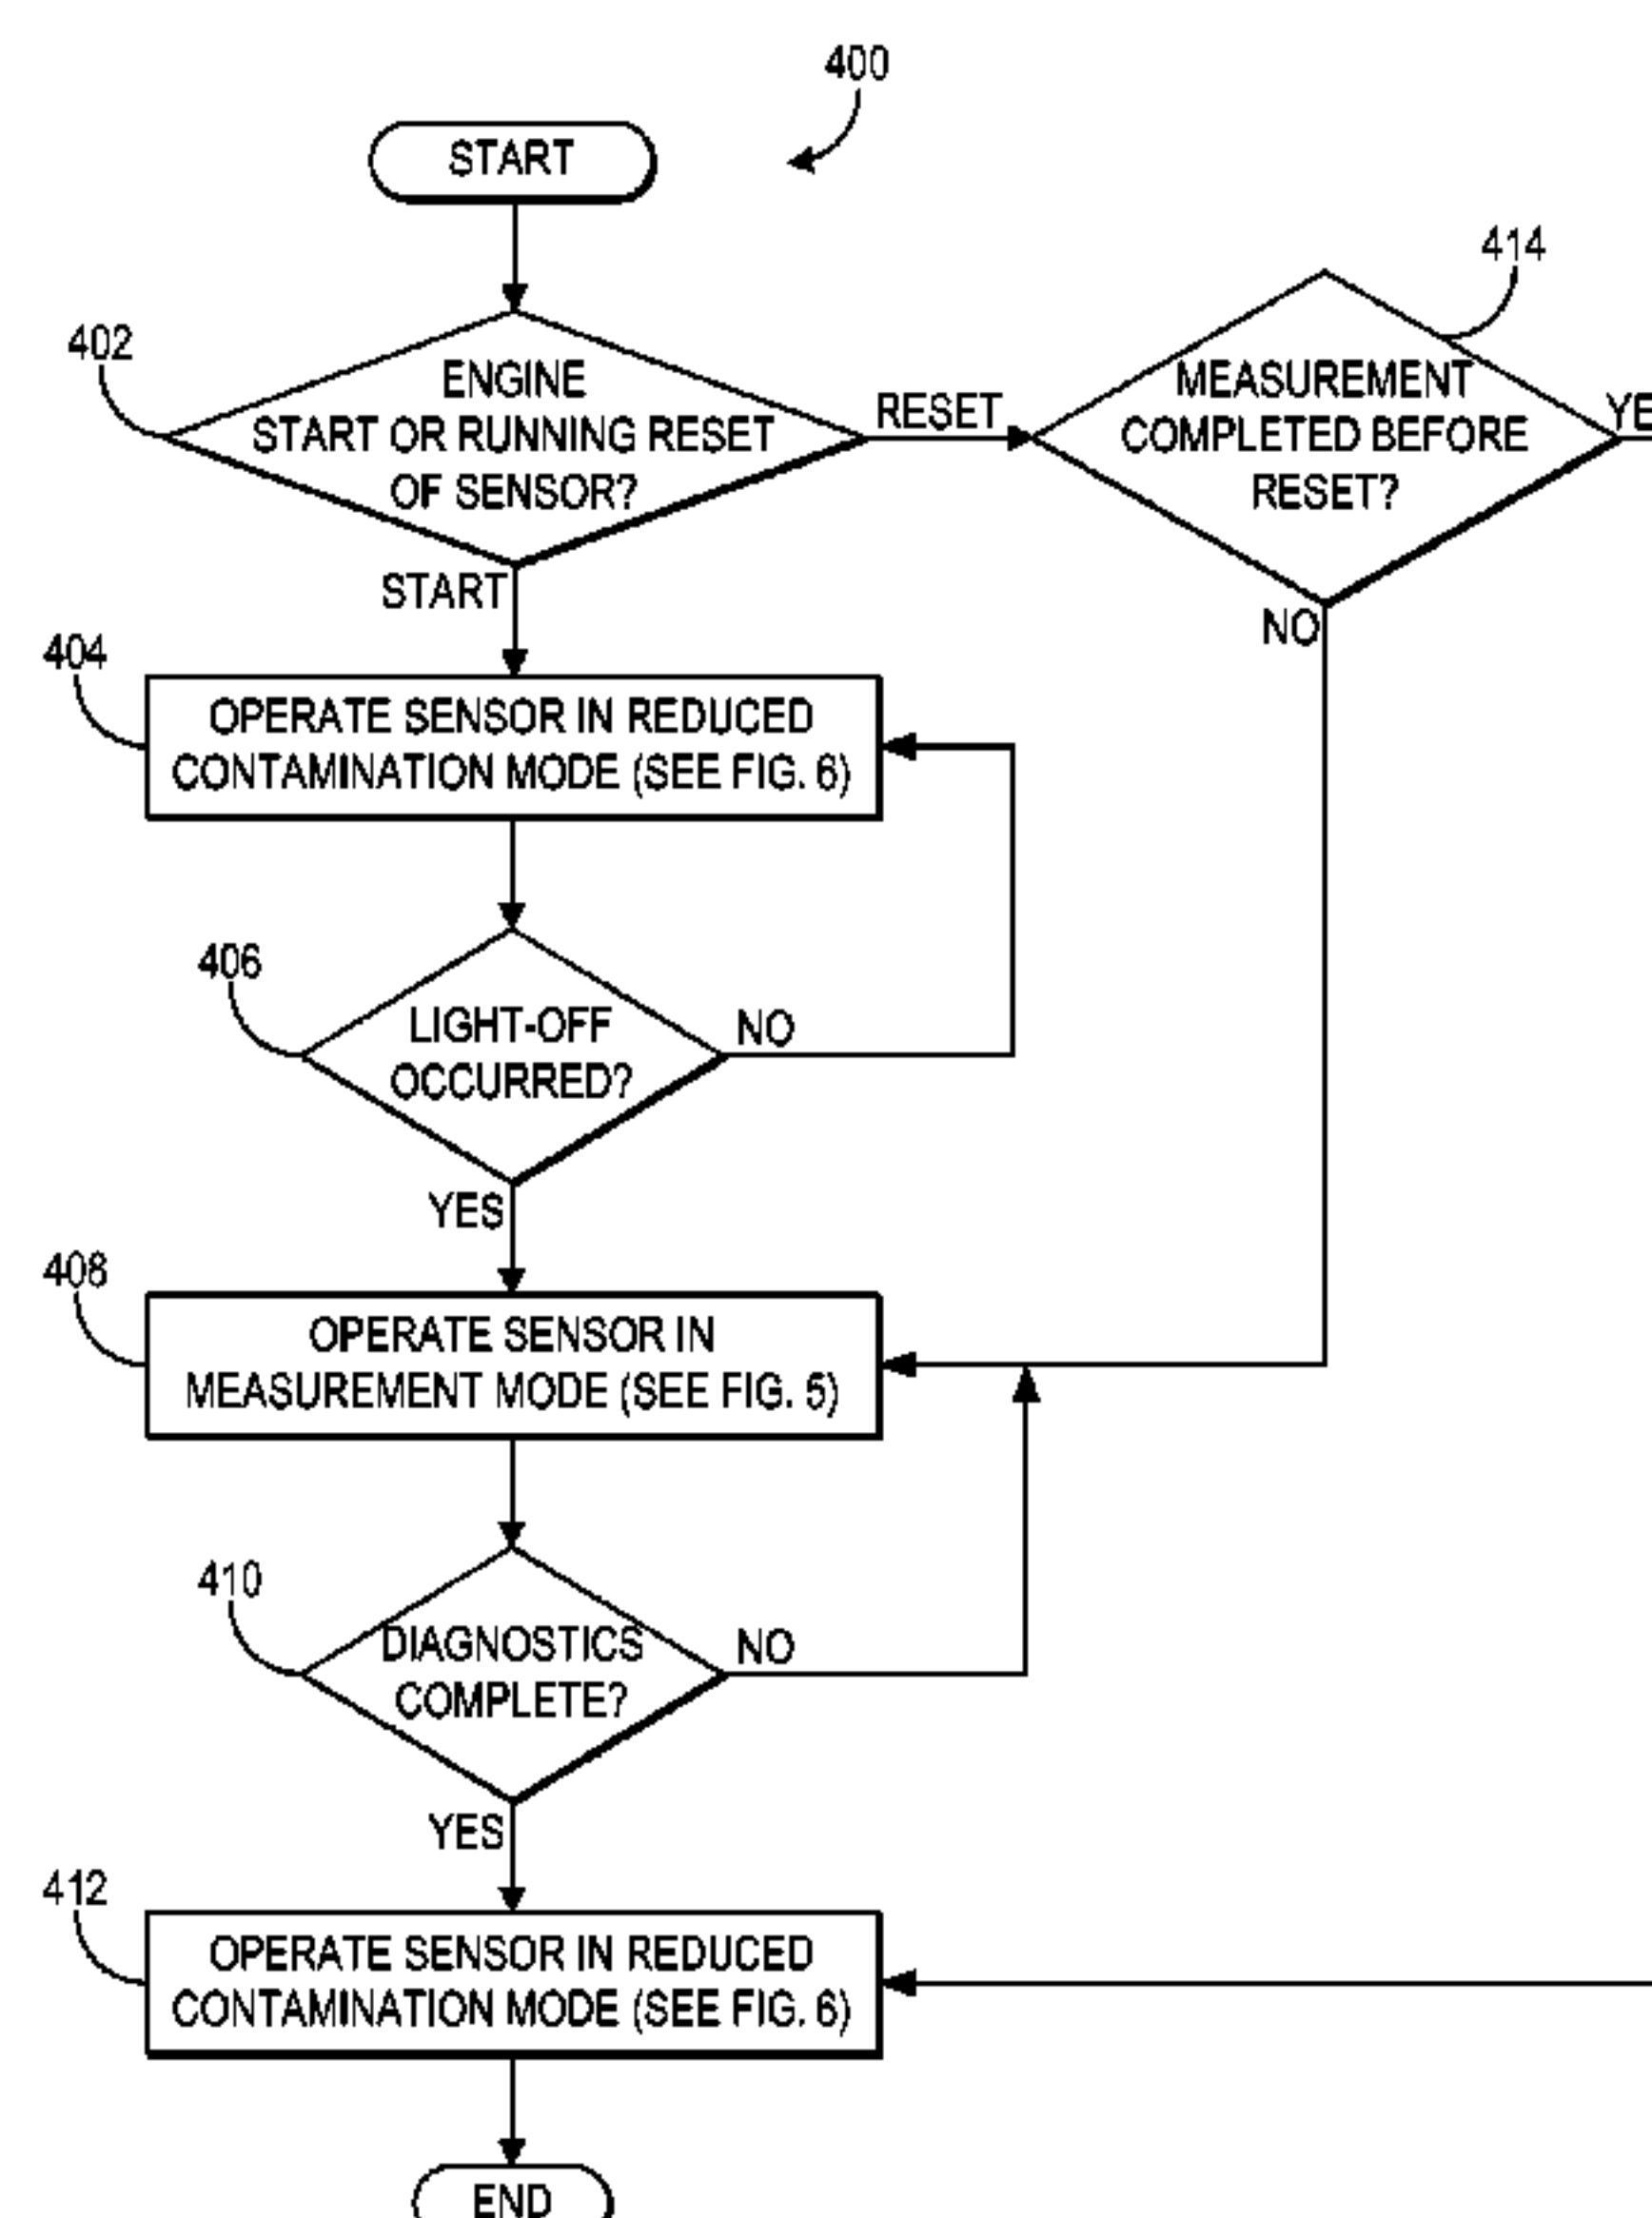 400
START
414
402
ENGINE
START OR RUNNING RESET
OF SENSOR?
RESET
MEASUREMENT
COMPLETED BEFORE
RESET?
YE
START
NO
404
OPERATE SENSOR IN REDUCED
CONTAMINATION MODE (SEE FIG. 6)
406
LIGHT-OFF
OCCURRED?
NO
YES
408
OPERATE SENSOR IN
MEASUREMENT MODE (SEE FIG. 5)
410
DIAGNOSTICS
COMPLETE?
NO
YES
412
OPERATE SENSOR IN REDUCED
CONTAMINATION MODE (SEE FIG. 6)
END